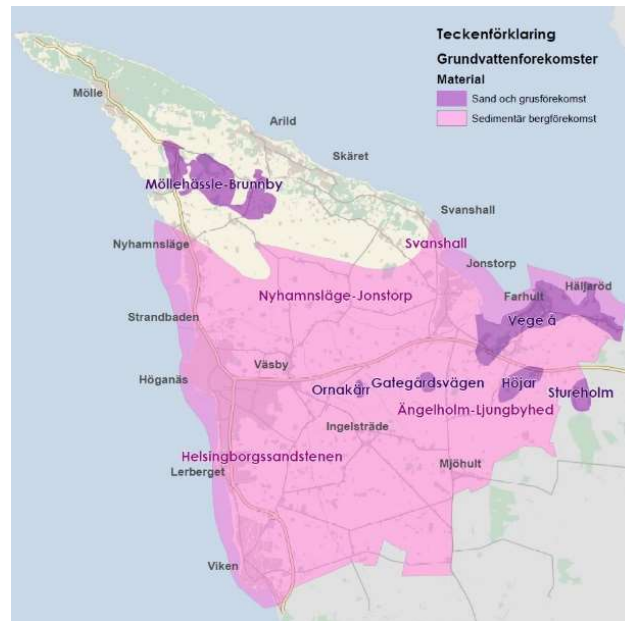 Teckenförklaring
Grundvattenforekomster
Material
Sand och grusförekomst
Sedimentär bergförekomst
Mölle
Arild
Skäret
Möllehässle-Brunnby
Svanshall
Nyhamnsläge
Svanshall
Jonstorp
Häljaröd
Nyhamnsläge-Jonstorp
Farhult
Strandbaden
Vege å
Väsby
Höganäs
Ornakärr
Gategårdsvägen
Höjar
Stureholm
Ängelholm-Ljungbyhed
Ingelsträde
Helsingborgssandstenen
Mjöhult
Lerberget
Viken